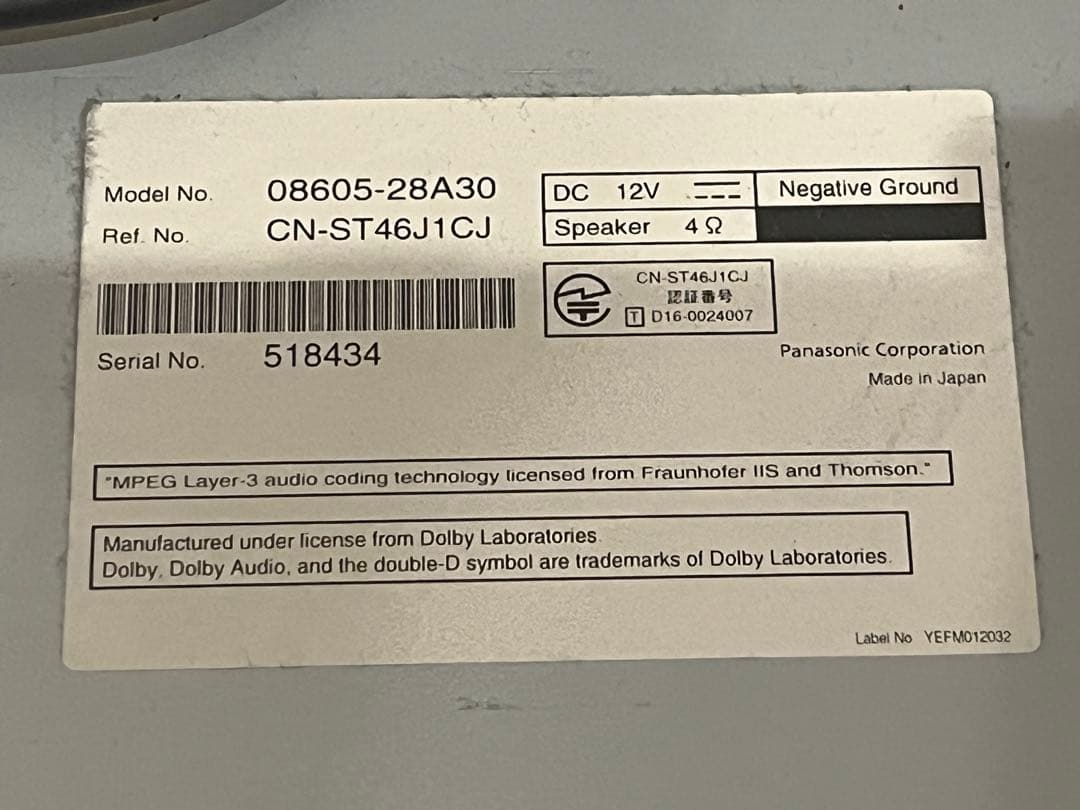 Model No. 08605-28A30
Ref. No. CN-ST46J1CJ
DC 12V
Negative Ground
Speaker 4 Ω
CN-ST46J1CJ
認証番号
T D16-0024007
Serial No. 518434
Panasonic Corporation
Made in Japan
"MPEG Layer-3 audio coding technology licensed from Fraunhofer IIS and Thomson."
Manufactured under license from Dolby Laboratories.
Dolby, Dolby Audio, and the double-D symbol are trademarks of Dolby Laboratories.
Label No YEFM012032